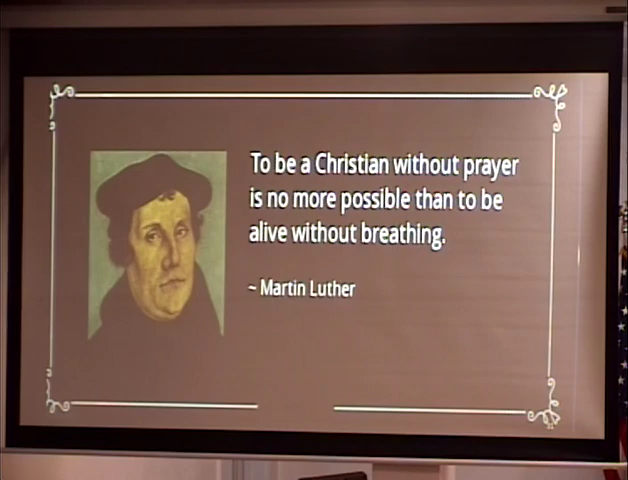 To be a Christian without prayer
is no more possible than to be
alive without breathing.
~ Martin Luther